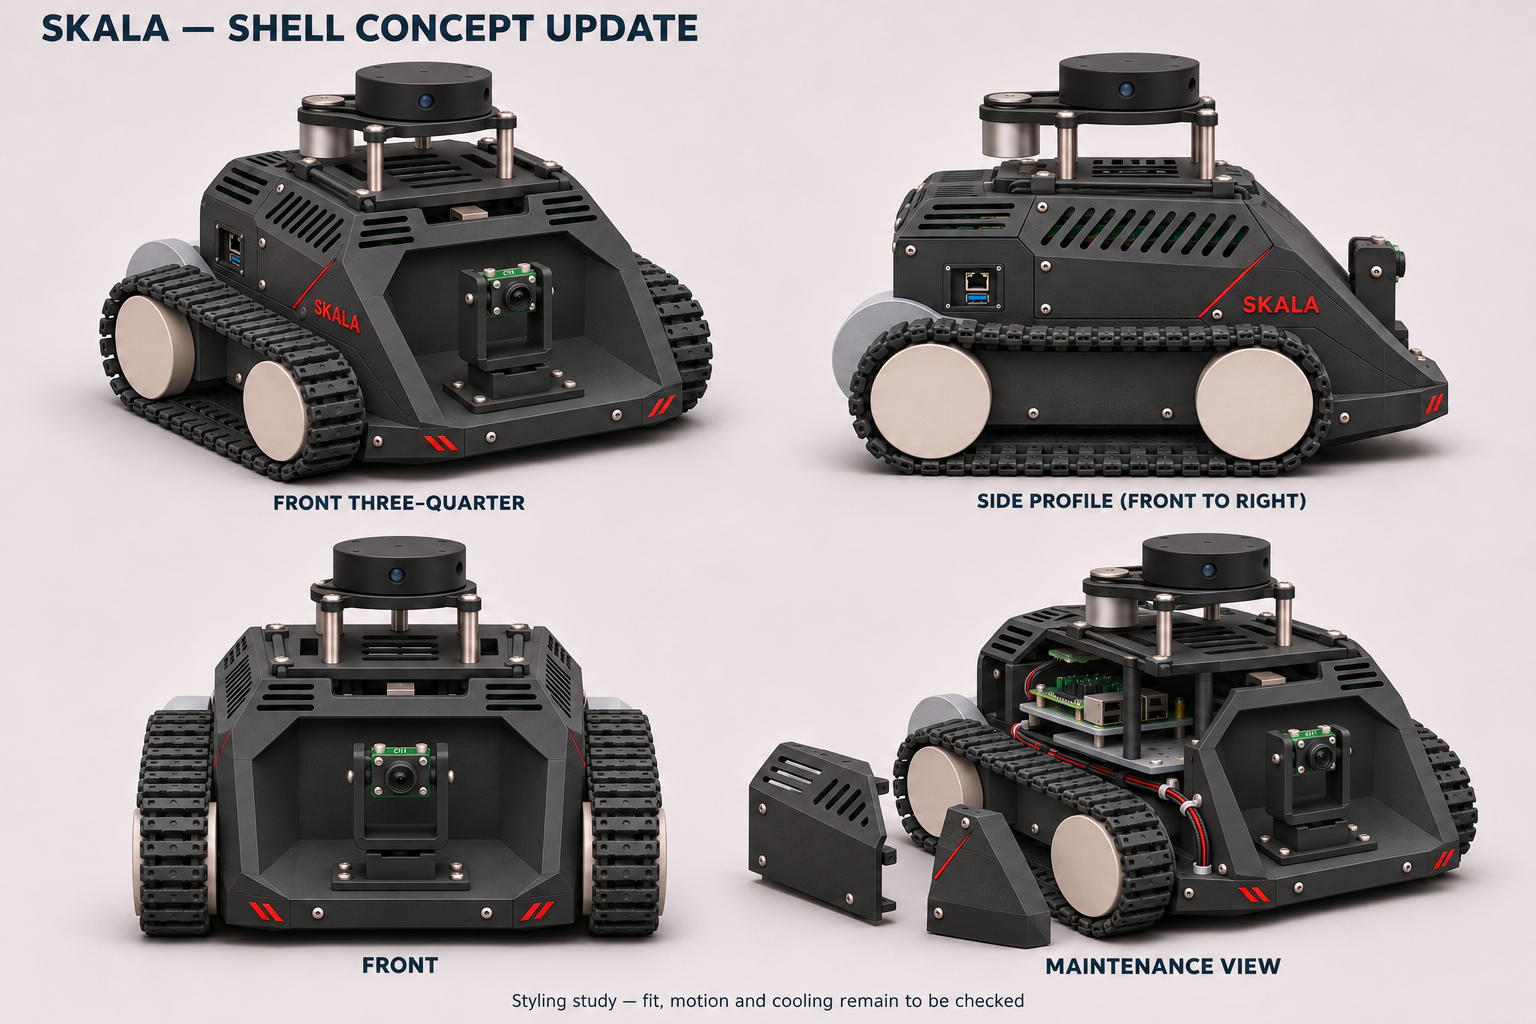 SKALA — SHELL CONCEPT UPDATE
SKALA
FRONT THREE-QUARTER
SKALA
SIDE PROFILE (FRONT TO RIGHT)
FRONT
MAINTENANCE VIEW
Styling study — fit, motion and cooling remain to be checked